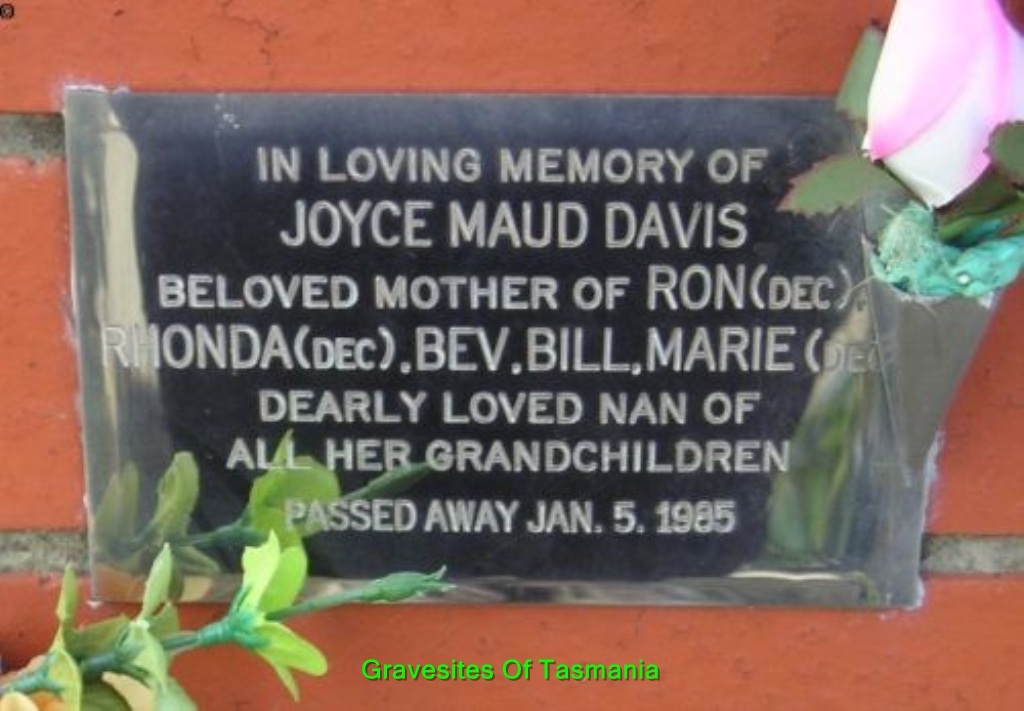 IN LOVING MEMORY OF
JOYCE MAUD DAVIS
BELOVED MOTHER OF RON(DEC),
RHONDA(DEC), BEV, BILL, MARIE (DEC)
DEARLY LOVED NAN OF
ALL HER GRANDCHILDREN
PASSED AWAY JAN. 5. 1985
Gravesites Of Tasmania